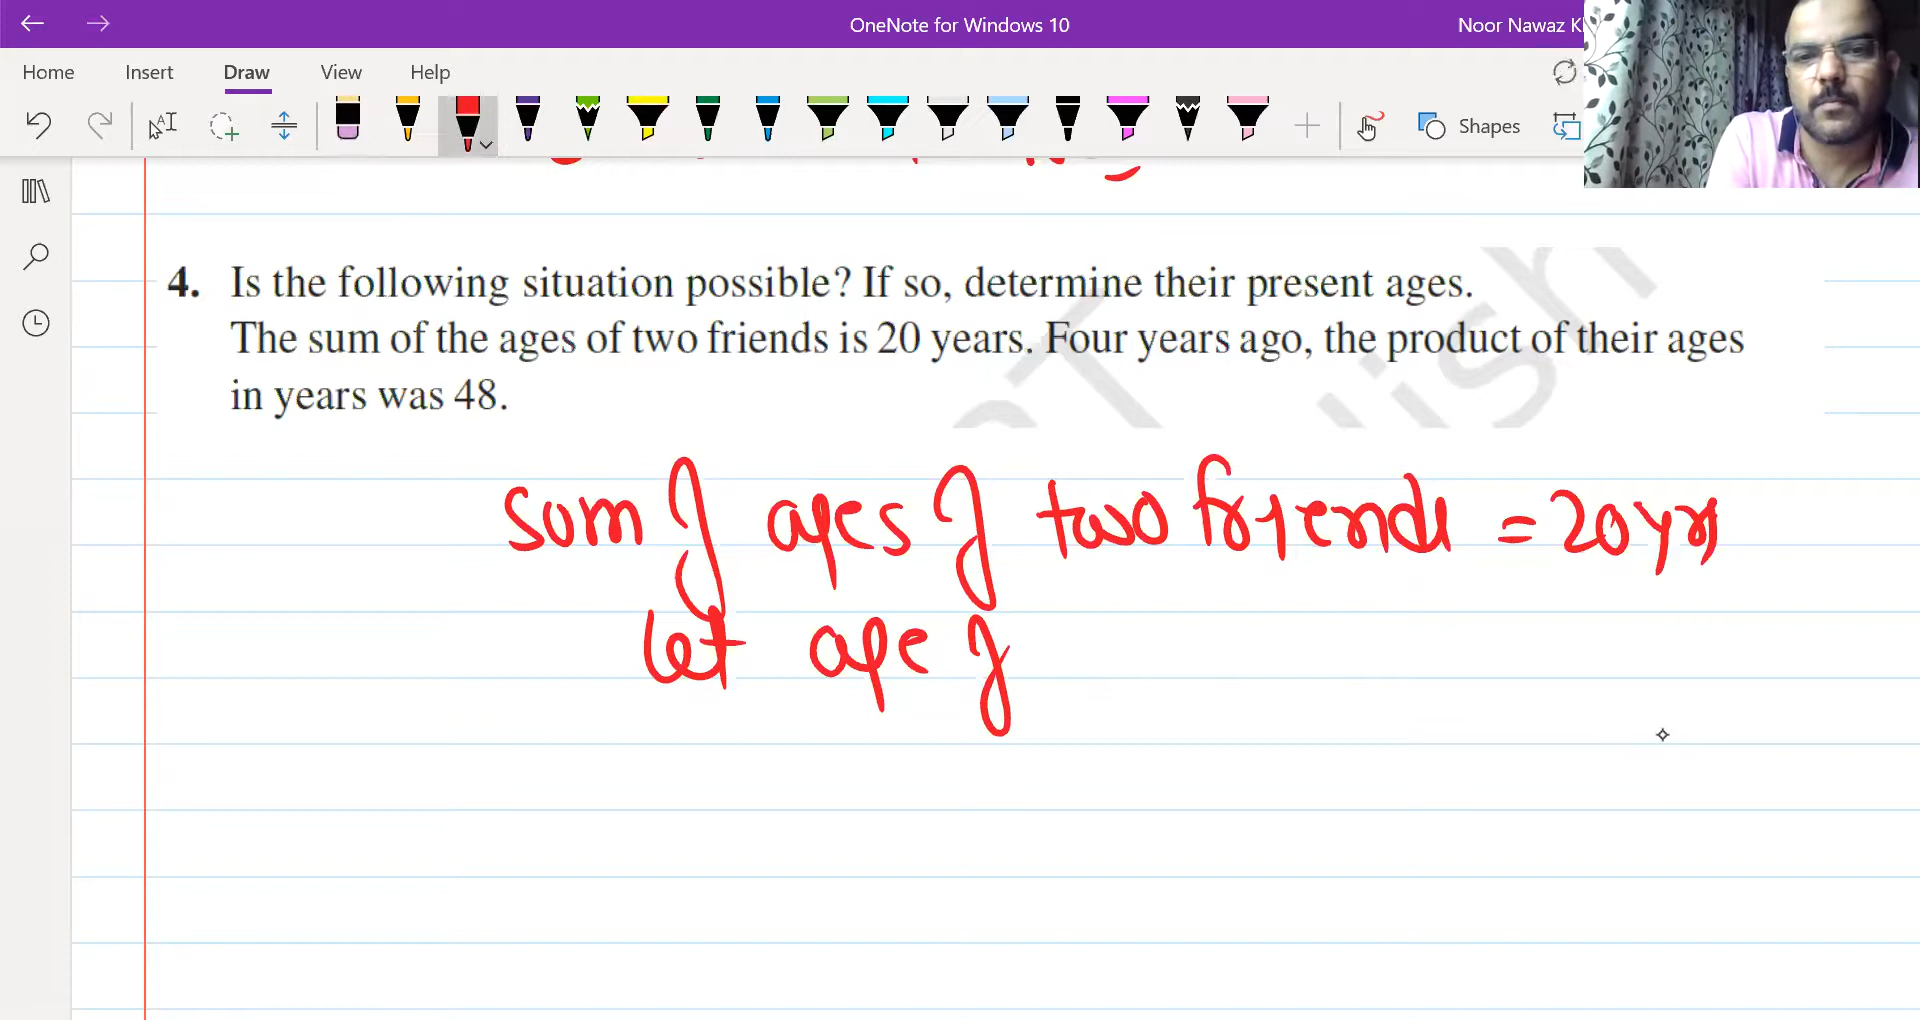 OneNote for Windows 10
Noor Nawaz K
Home Insert Draw View Help
Shapes
4. Is the following situation possible? If so, determine their present ages.
The sum of the ages of two friends is 20 years. Four years ago, the product of their ages
in years was 48.
sum of ages of two friends = 20 yrs
let age of